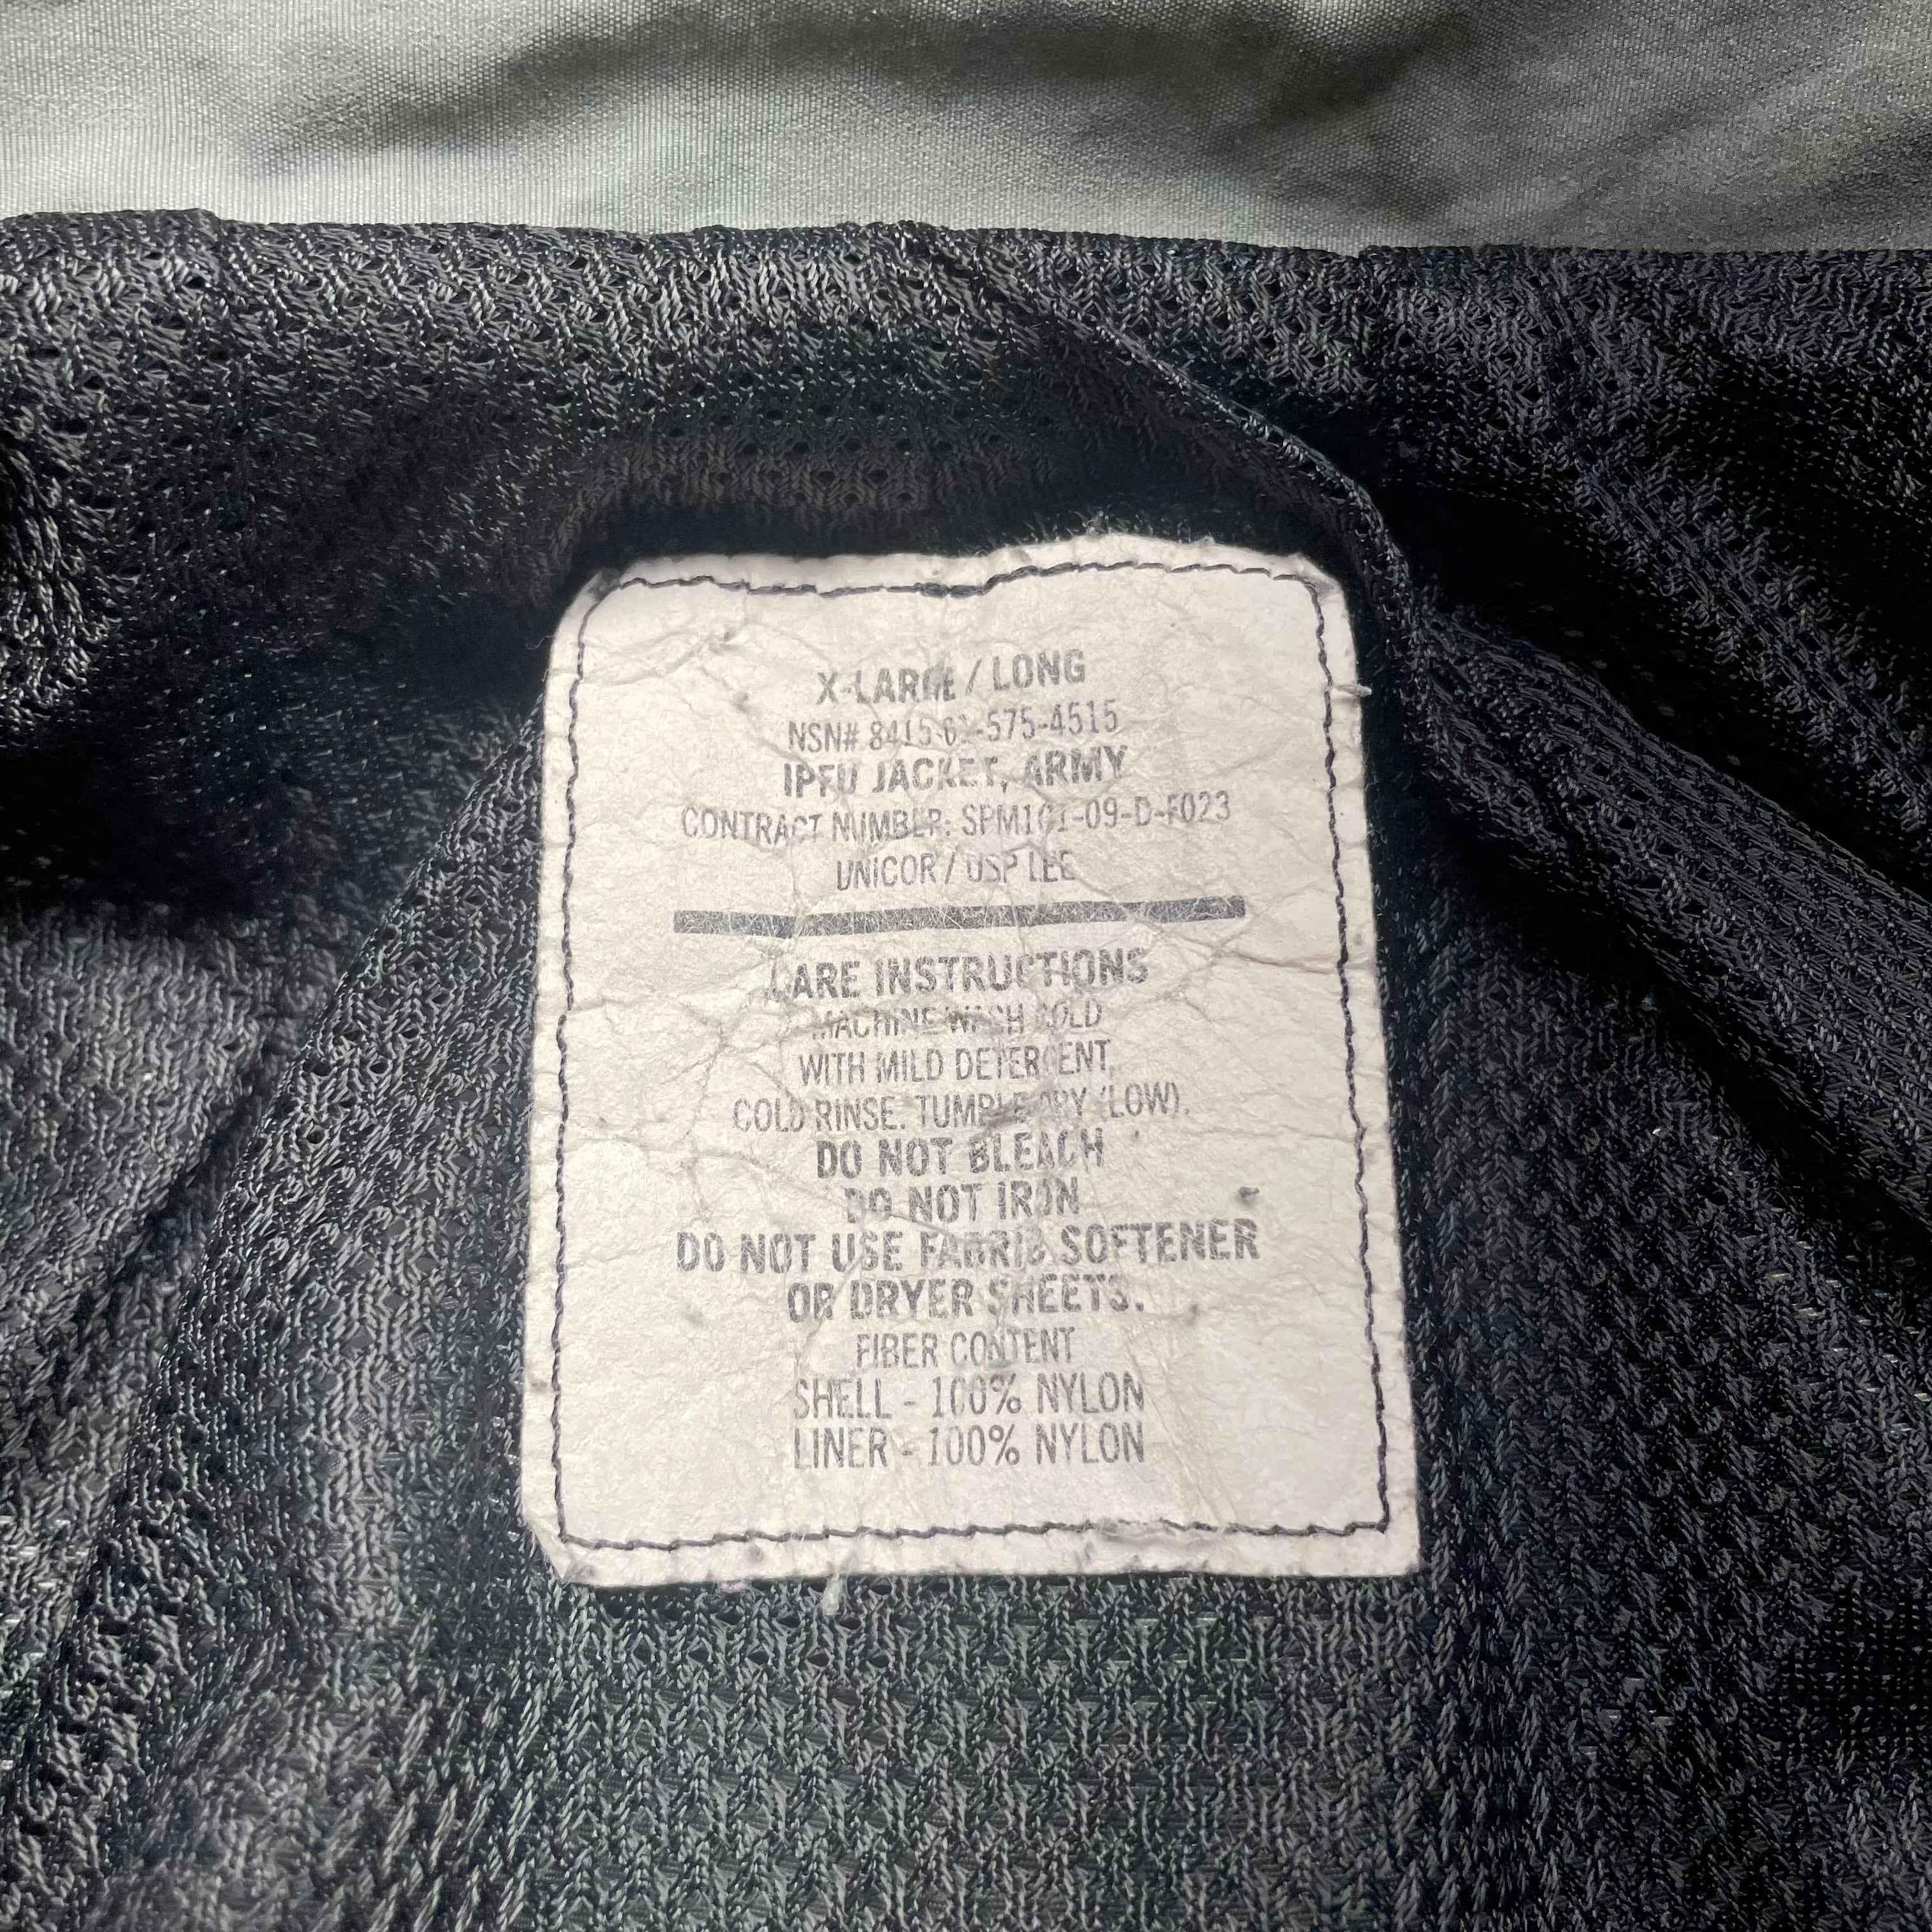 X-LARGE / LONG
NSN# 8415-01-575-4515
IPFU JACKET, ARMY
CONTRACT NUMBER: SPM1C1-09-D-F023
UNICOR / USP LEE
CARE INSTRUCTIONS
MACHINE WASH COLD
WITH MILD DETERGENT,
COLD RINSE. TUMBLE DRY (LOW).
DO NOT BLEACH
DO NOT IRON
DO NOT USE FABRIC SOFTENER
OR DRYER SHEETS.
FIBER CONTENT
SHELL - 100% NYLON
LINER - 100% NYLON